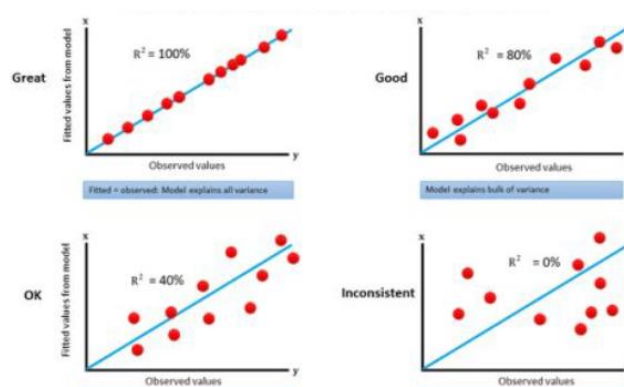 x
Great
Fitted values from model
R² = 100%
Observed values
y
Fitted = observed: Model explains all variance
x
Good
R² = 80%
Observed values
Model explains bulk of variance
x
OK
Fitted values from model
R² = 40%
Observed values
y
x
Inconsistent
R² = 0%
Observed values